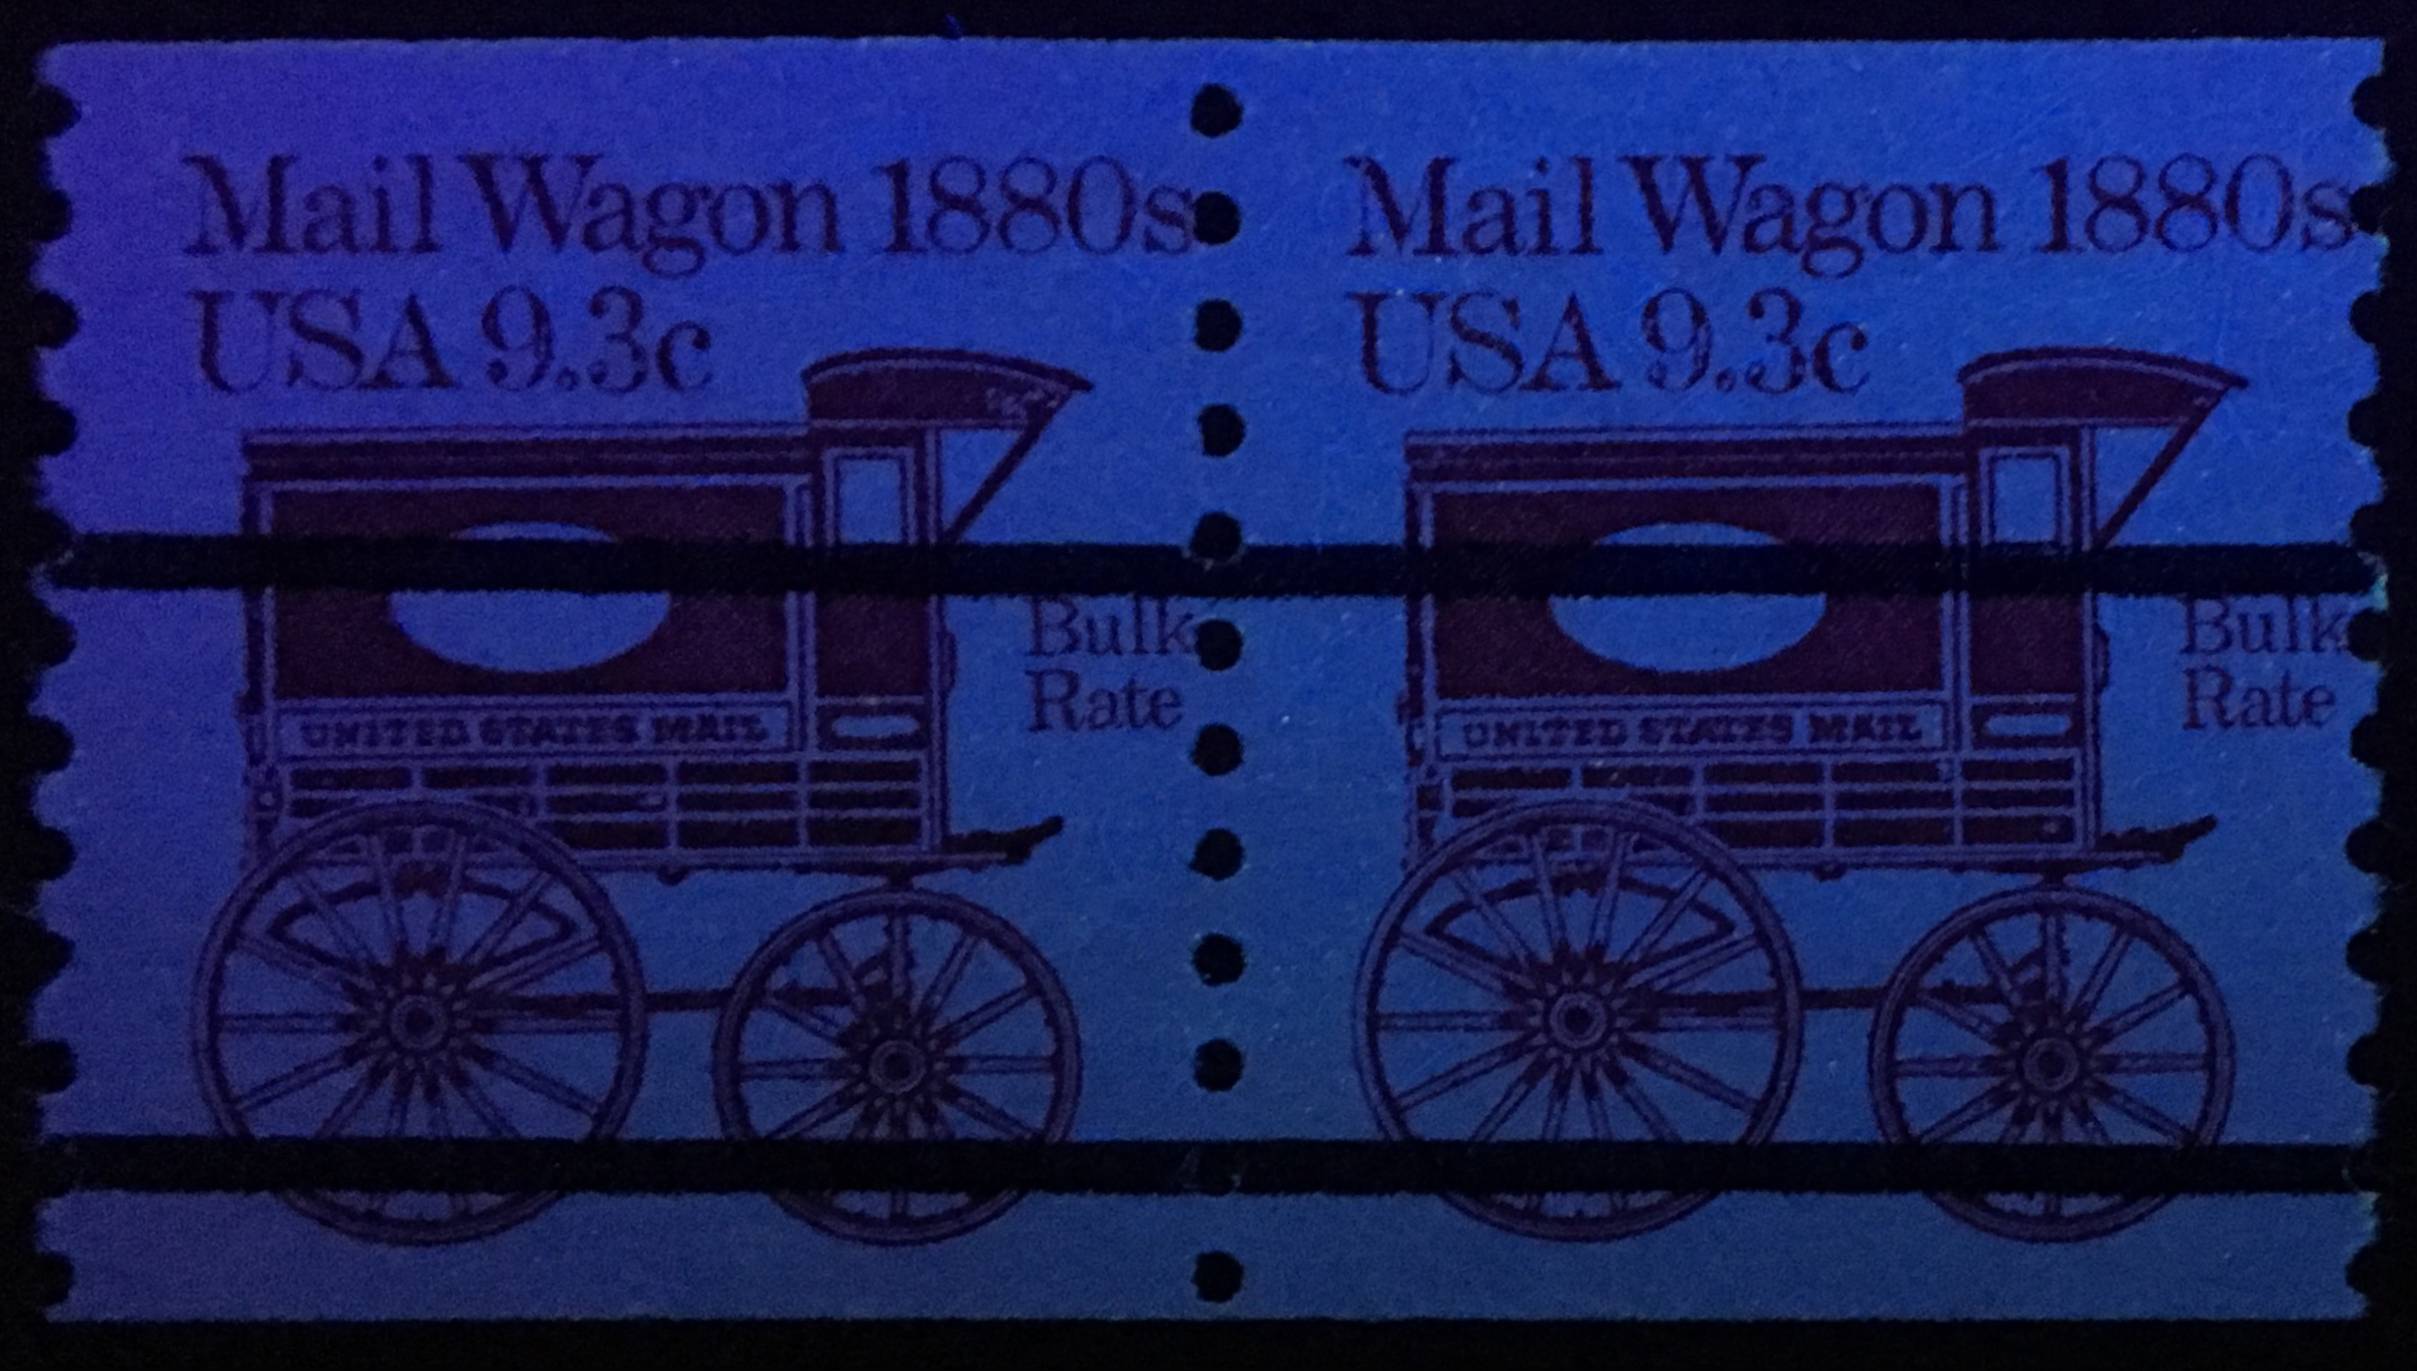 Mail Wagon 1880s
USA 9.3c
Bulk
Rate
UNITED STATES MAIL
Mail Wagon 1880s
USA 9.3c
Bulk
Rate
UNITED STATES MAIL